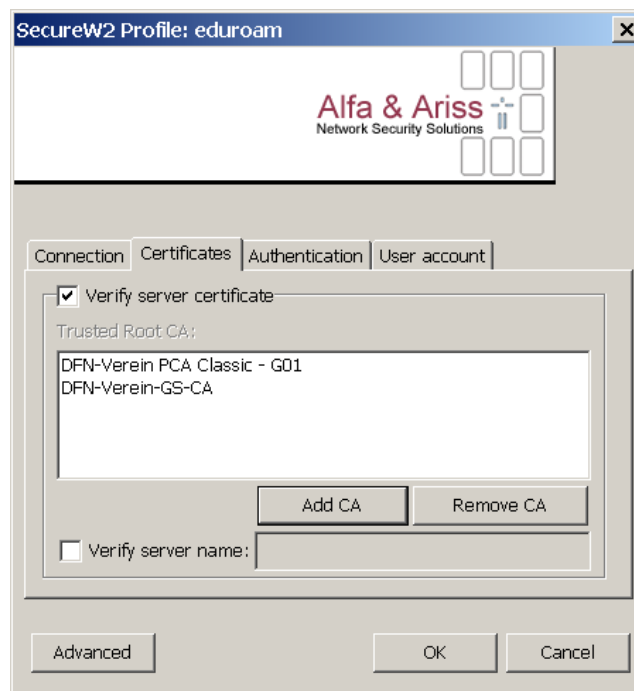 SecureW2 Profile: eduroam
Alfa & Ariss
Network Security Solutions
Connection Certificates Authentication User account
Verify server certificate
Trusted Root CA:
DFN-Verein PCA Classic - G01
DFN-Verein-GS-CA
Add CA Remove CA
Verify server name:
Advanced OK Cancel